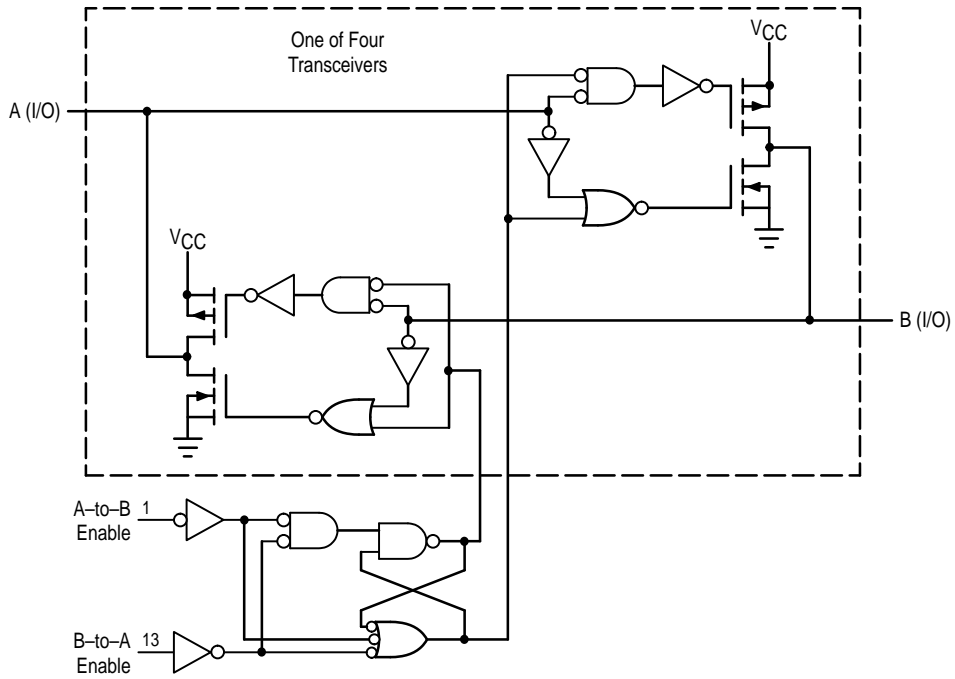 One of Four
Transceivers
VCC
A (I/O)
VCC
B (I/O)
A–to–B 1
Enable
B–to–A 13
Enable